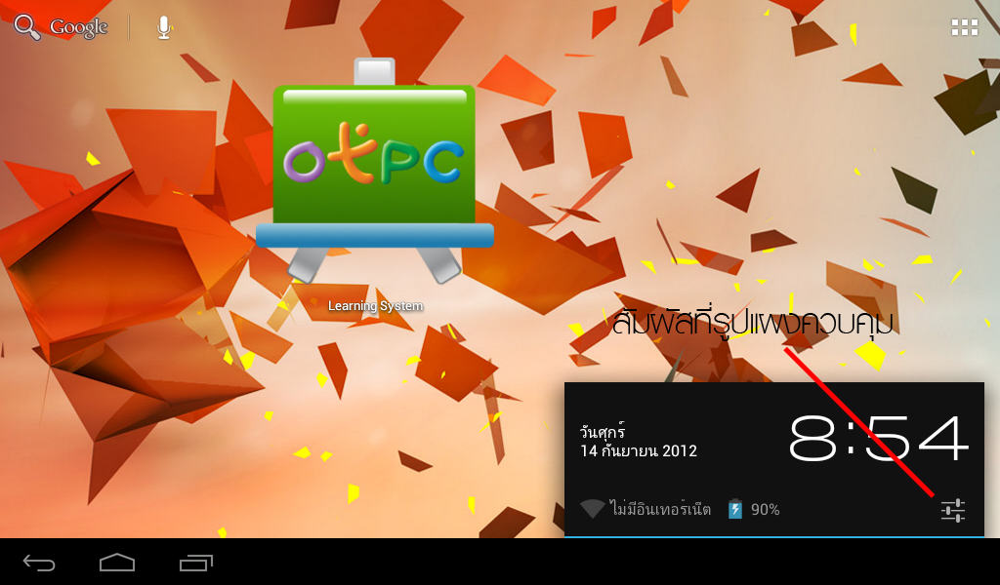 Google
otpc
Learning System
สัมผัสที่รูปแผงควบคุม
วันศุกร์
14 กันยายน 2012
8:54
ไม่มีอินเทอร์เน็ต
90%